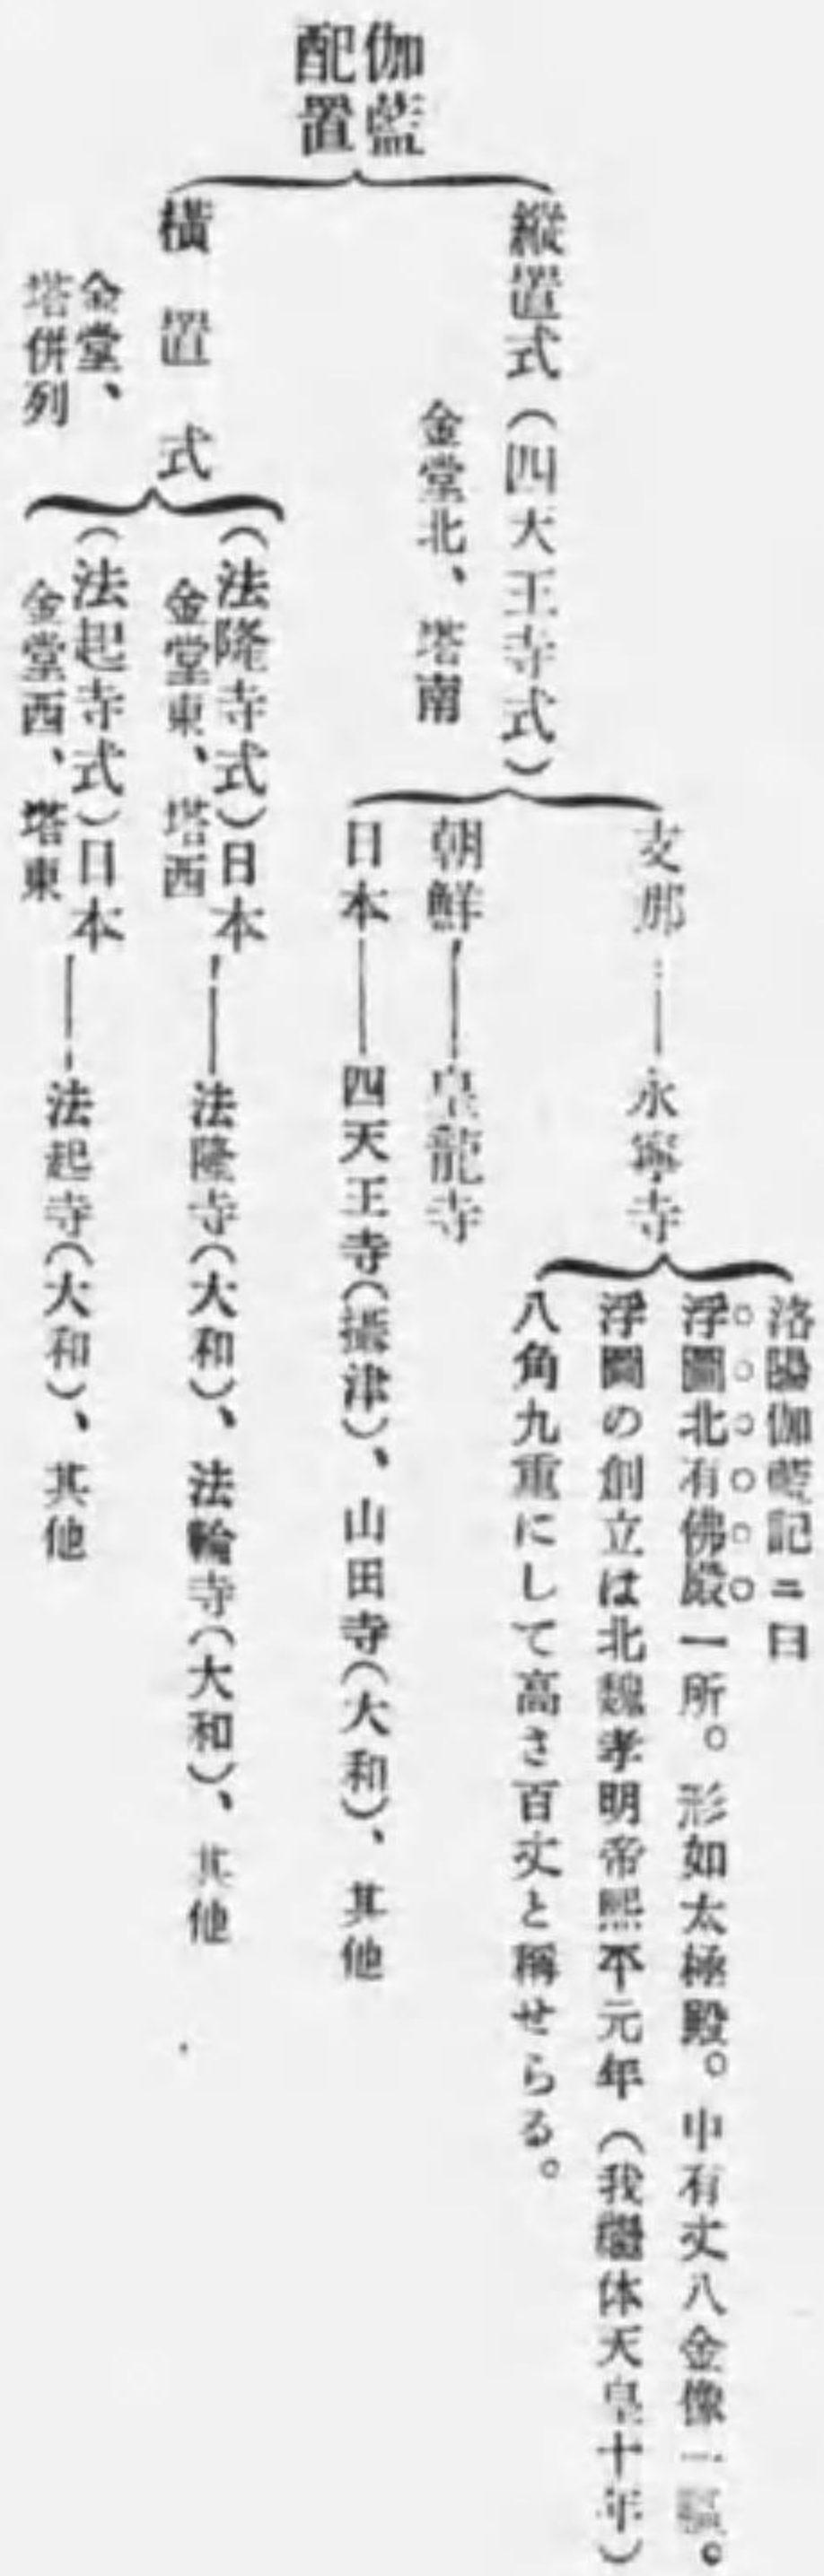 伽藍
配置
縱置式（四大王寺式）
金堂北、塔南
支那……永寧寺
洛陽伽藍記ニ曰
浮圖北有佛殿一所。形如太極殿。中有丈八金像一軀。
浮圖の創立は北魏孝明帝熙平元年（我繼体天皇十年）
八角九重にして高さ百丈と稱せらる。
朝鮮――皇龍寺
日本――四天王寺（攝津）、山田寺（大和）、其他
橫置式
金堂、
塔併列
（法隆寺式）日本――法隆寺（大和）、法輪寺（大和）、其他
金堂東、塔西
（法起寺式）日本――法起寺（大和）、其他
金堂西、塔東